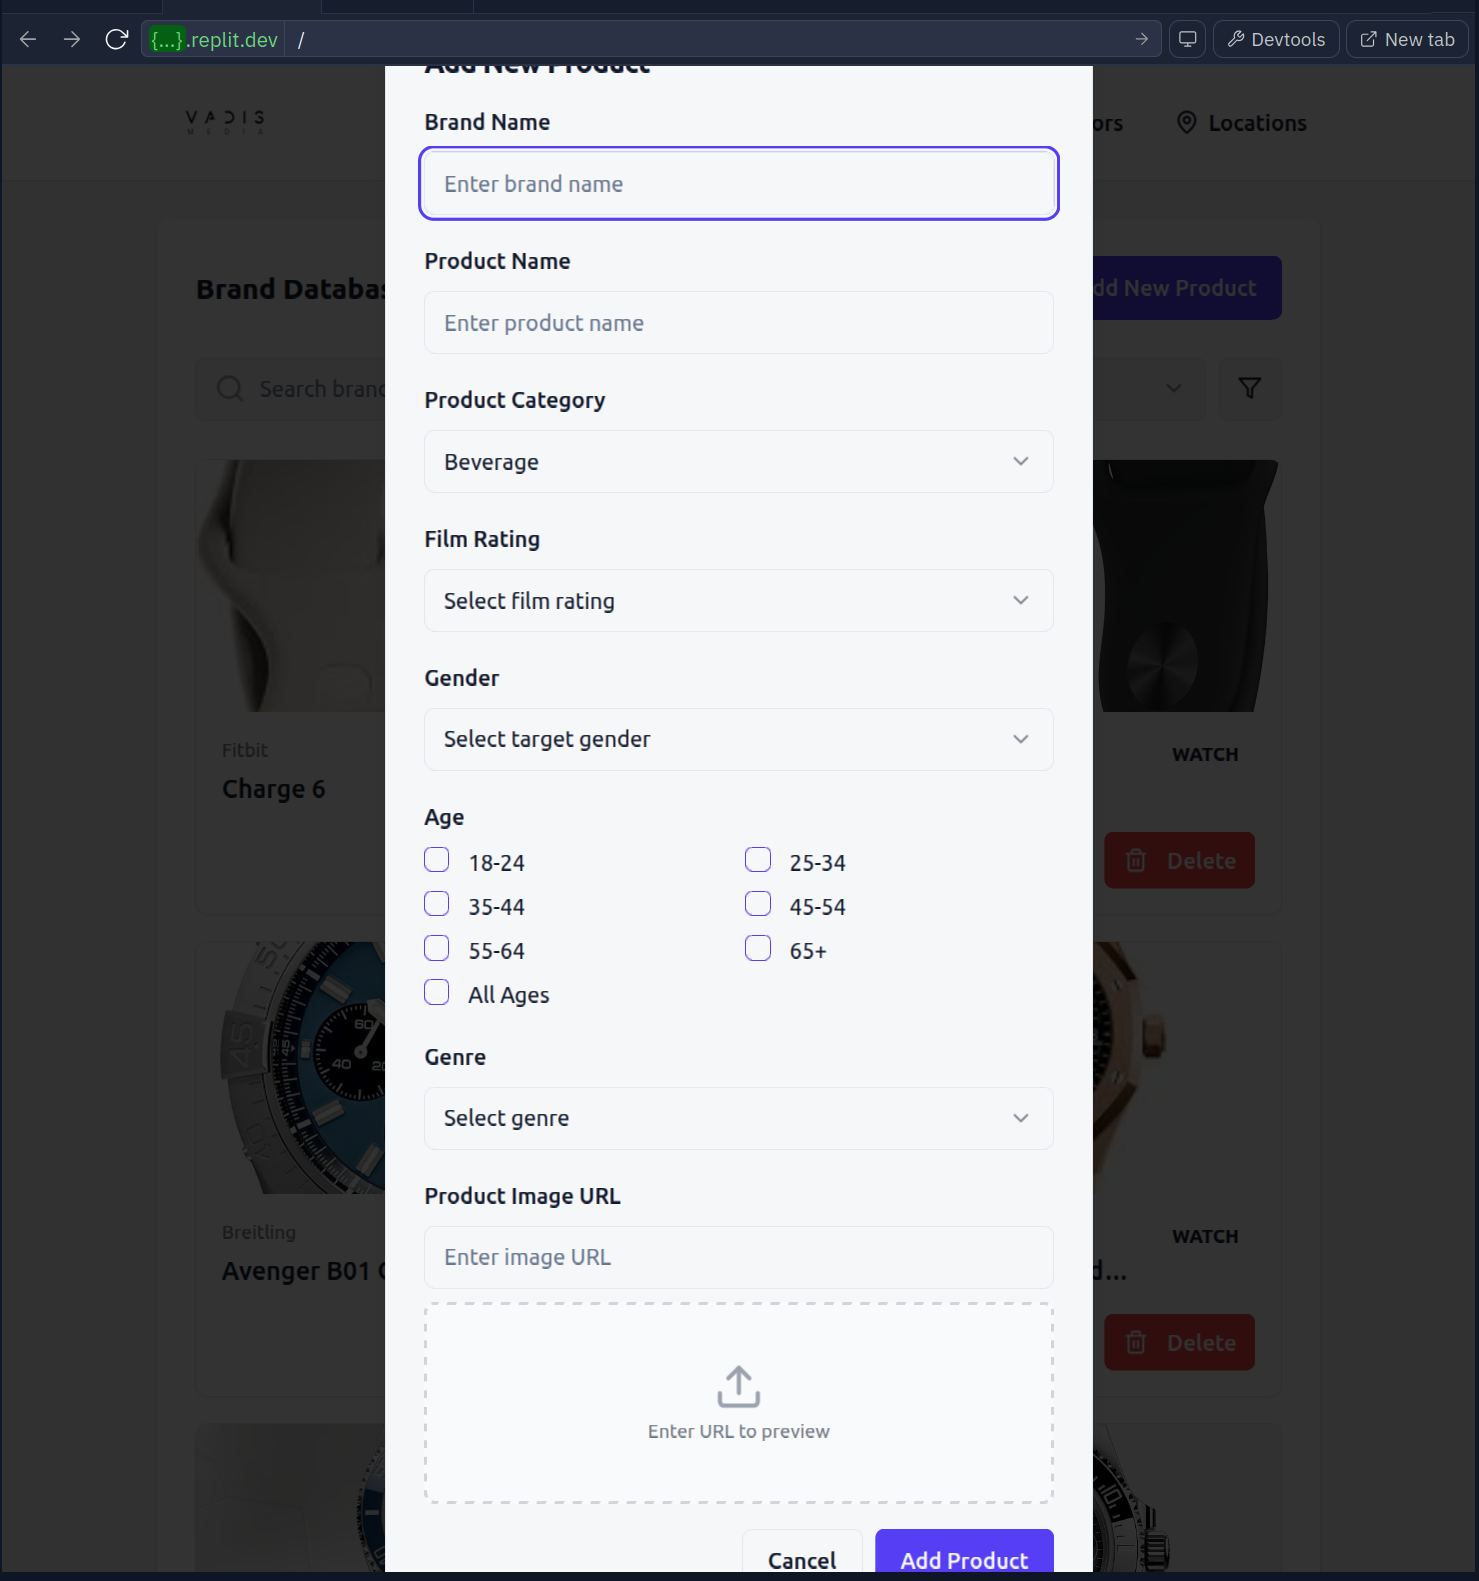 {...}.replit.dev /
Devtools
New tab
Add New Product
VADIS
MEDIA
ors
Locations
Brand Name
Enter brand name
Product Name
Brand Databas
dd New Product
Enter product name
Search brand
Product Category
Beverage
Film Rating
Select film rating
Gender
Select target gender
Fitbit
WATCH
Charge 6
Age
18-24
25-34
Delete
35-44
45-54
55-64
65+
All Ages
Genre
Select genre
Product Image URL
Breitling
WATCH
Enter image URL
Avenger B01 C
d...
Delete
Enter URL to preview
Cancel
Add Product